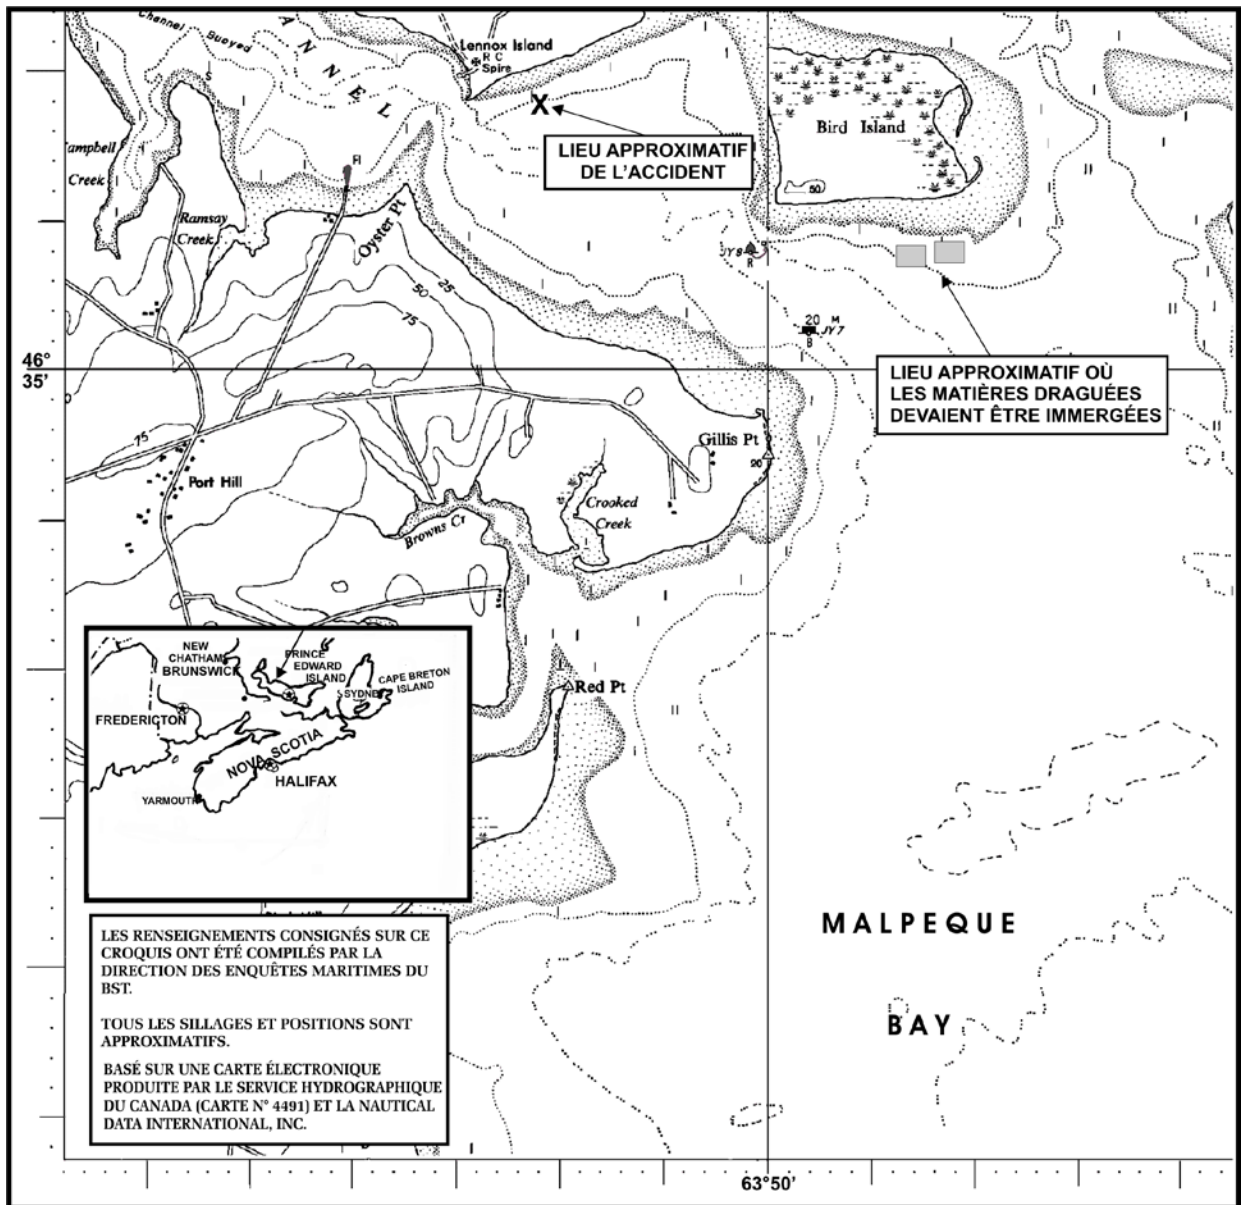 Channel Buoyed
ANNEL
Lennox Island
R C
Spire
X
LIEU APPROXIMATIF
DE L'ACCIDENT
Bird Island
50
Campbell
Creek
S
Fl
Ramsay
Creek
Oyster Pt
JY8
R
25
50
75
20 M
JY7
B
46°
35'
LIEU APPROXIMATIF OÙ
LES MATIÈRES DRAGUÉES
DEVAIENT ÊTRE IMMERGÉES
75
Gillis Pt
20
Port Hill
Crooked
Creek
Browns Cr
NEW
CHATHAM
BRUNSWICK
PRINCE
EDWARD
ISLAND
CAPE BRETON
ISLAND
SYDNEY
FREDERICTON
NOVA SCOTIA
HALIFAX
YARMOUTH
Red Pt
MALPEQUE
BAY
LES RENSEIGNEMENTS CONSIGNÉS SUR CE
CROQUIS ONT ÉTÉ COMPILÉS PAR LA
DIRECTION DES ENQUÊTES MARITIMES DU
BST.
TOUS LES SILLAGES ET POSITIONS SONT
APPROXIMATIFS.
BASÉ SUR UNE CARTE ÉLECTRONIQUE
PRODUITE PAR LE SERVICE HYDROGRAPHIQUE
DU CANADA (CARTE N° 4491) ET LA NAUTICAL
DATA INTERNATIONAL, INC.
63°50'